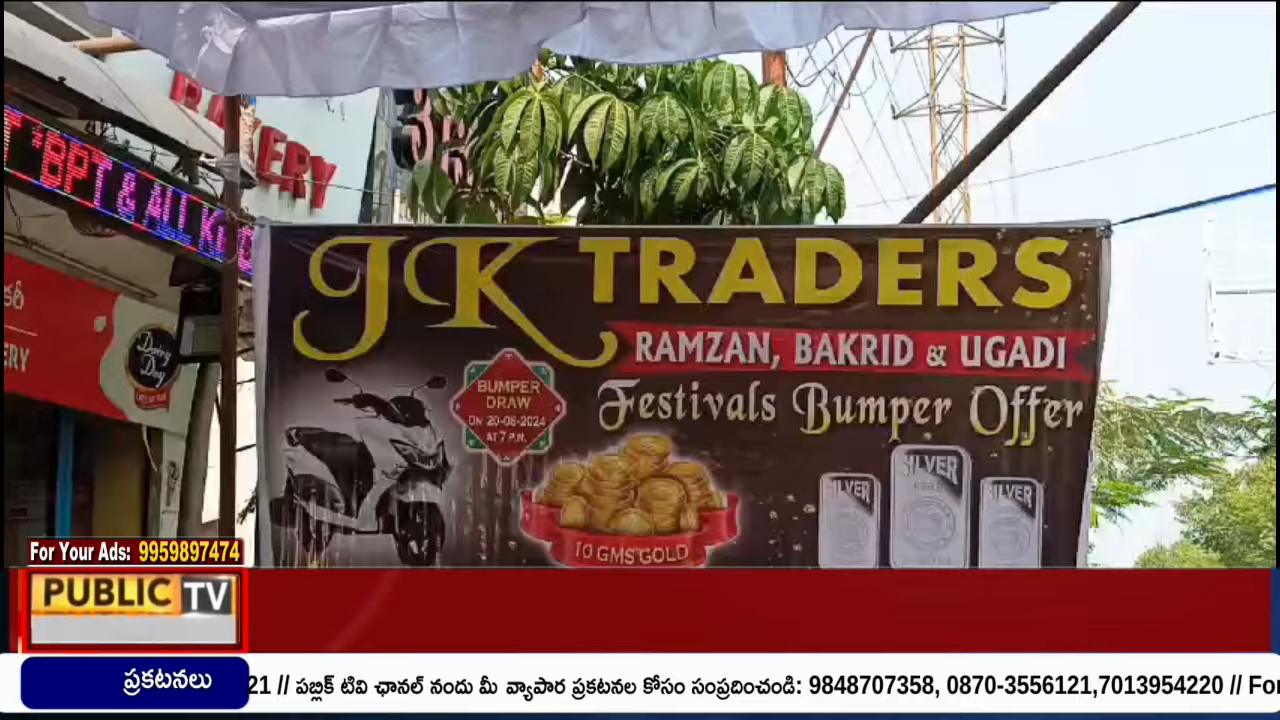 BAKERY
*BPT & ALL
JK TRADERS
RAMZAN, BAKRID & UGADI
Festivals Bumper Offer
BUMPER
DRAW
ON 20-06-2024
AT 7 P.M.
ERY
Dairy
Day
SILVER
SILVER
SILVER
10 GMS GOLD
For Your Ads: 9959897474
PUBLIC TV
ప్రకటనలు
21 // పబ్లిక్ టివి ఛానల్ నందు మీ వ్యాపార ప్రకటనల కోసం సంప్రదించండి: 9848707358, 0870-3556121,7013954220 // For